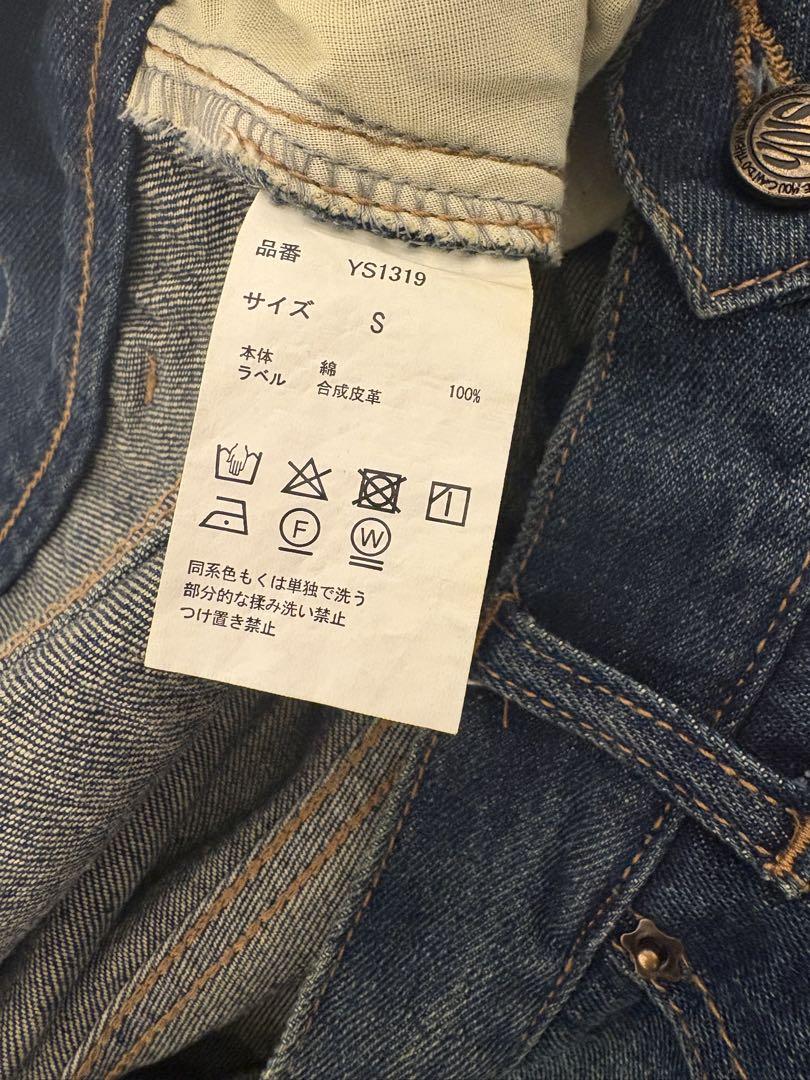 品番 YS1319
サイズ S
本体 綿 100%
ラベル 合成皮革
F W
同系色もくは単独で洗う
部分的な揉み洗い禁止
つけ置き禁止